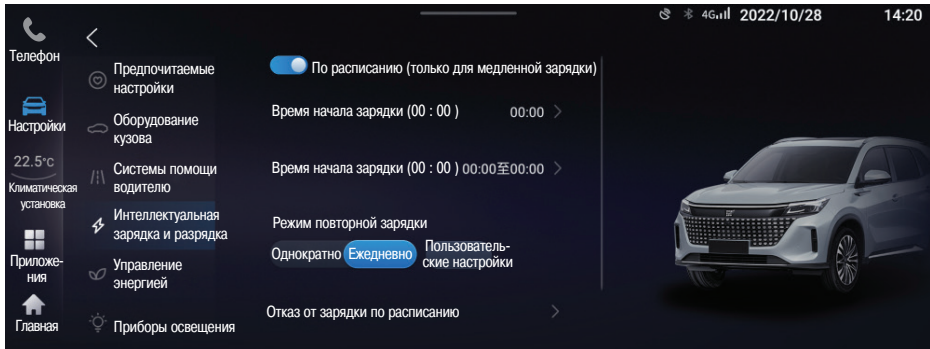 4G 2022/10/28 14:20
Телефон
Настройки
22.5°C
Климатическая
установка
Приложе-
ния
Главная
Предпочитаемые
настройки
Оборудование
кузова
Системы помощи
водителю
Интеллектуальная
зарядка и разрядка
Управление
энергией
Приборы освещения
По расписанию (только для медленной зарядки)
Время начала зарядки (00 : 00 ) 00:00
Время начала зарядки (00 : 00 ) 00:00至00:00
Режим повторной зарядки
Однократно Ежедневно Пользователь-
ские настройки
Отказ от зарядки по расписанию